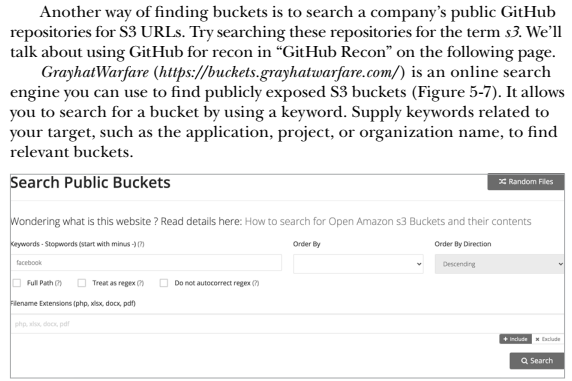 Another way of finding buckets is to search a company's public GitHub
repositories for S3 URLs. Try searching these repositories for the term s3. We'll
talk about using GitHub for recon in "GitHub Recon" on the following page.
GrayhatWarfare (https://buckets.grayhatwarfare.com/) is an online search
engine you can use to find publicly exposed S3 buckets (Figure 5-7). It allows
you to search for a bucket by using a keyword. Supply keywords related to
your target, such as the application, project, or organization name, to find
relevant buckets.
Search Public Buckets
Random Files
Wondering what is this website ? Read details here: How to search for Open Amazon s3 Buckets and their contents
Keywords - Stopwords (start with minus -) (?)
Order By
Order By Direction
facebook
Descending
Full Path (?)
Treat as regex (?)
Do not autocorrect regex (?)
Filename Extensions (php, xlsx, docx, pdf)
php, xlsx, docx, pdf
+ Include
× Exclude
Search